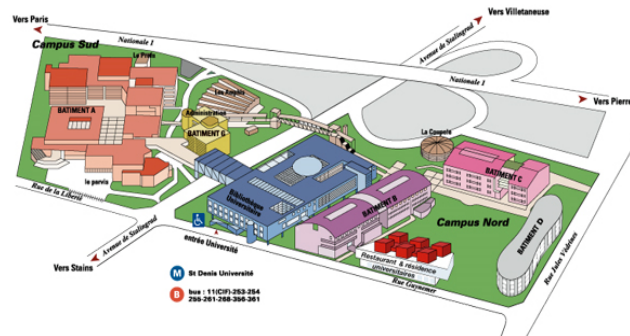 Vers Paris
Nationale 1
Vers Villetaneuse
Avenue de Stalingrad
Campus Sud
Le Préfa
Nationale 1
Vers Pierre
Les Amphis
Administration
BATIMENT G
BATIMENT A
La Coupole
BATIMENT C
le parvis
Rue de la Liberté
Bibliothèque
Universitaire
BATIMENT B
Campus Nord
BATIMENT D
Avenue de Stalingrad
entrée Université
Vers Stains
Restaurant & résidence
universitaires
Rue Guynemer
Rue Jules Védrines
M St Denis Université
B bus : 11(CIF)-253-254
255-261-268-356-361